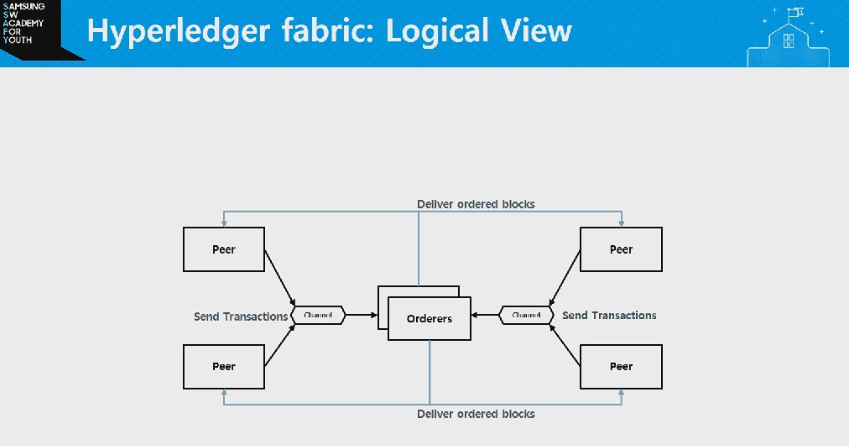 SAMSUNG
SW
ACADEMY
FOR
YOUTH
Hyperledger fabric: Logical View
Deliver ordered blocks
Peer
Peer
Send Transactions
Channel
Orderers
Channel
Send Transactions
Peer
Peer
Deliver ordered blocks